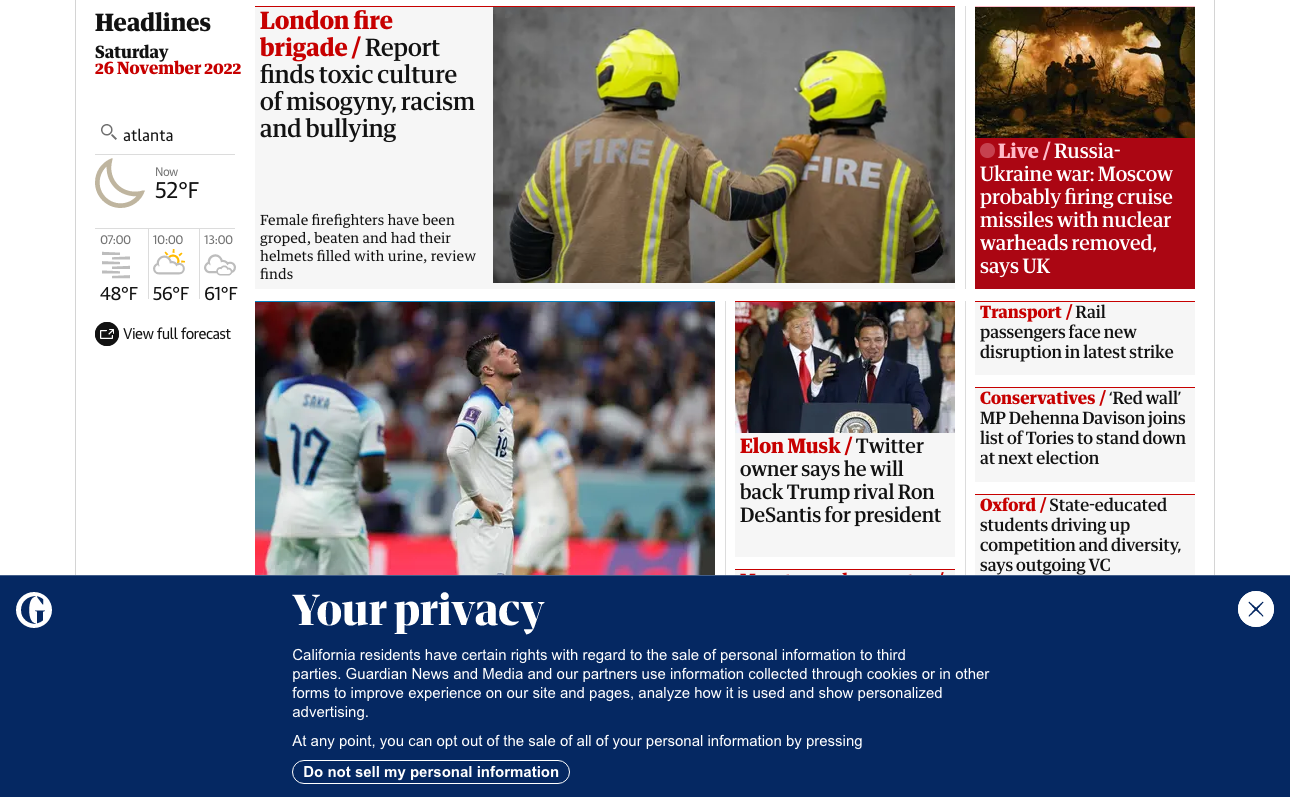 Headlines
Saturday
26 November 2022
atlanta
Now
52°F
07:00
10:00
13:00
48°F
56°F
61°F
View full forecast
London fire
brigade / Report
finds toxic culture
of misogyny, racism
and bullying
Female firefighters have been
groped, beaten and had their
helmets filled with urine, review
finds
FIRE
FIRE
Live / Russia-
Ukraine war: Moscow
probably firing cruise
missiles with nuclear
warheads removed,
says UK
SAKA
17
19
Elon Musk / Twitter
owner says he will
back Trump rival Ron
DeSantis for president
Transport / Rail
passengers face new
disruption in latest strike
Conservatives / ‘Red wall’
MP Dehenna Davison joins
list of Tories to stand down
at next election
Oxford / State-educated
students driving up
competition and diversity,
says outgoing VC
G
Your privacy
California residents have certain rights with regard to the sale of personal information to third
parties. Guardian News and Media and our partners use information collected through cookies or in other
forms to improve experience on our site and pages, analyze how it is used and show personalized
advertising.
At any point, you can opt out of the sale of all of your personal information by pressing
Do not sell my personal information